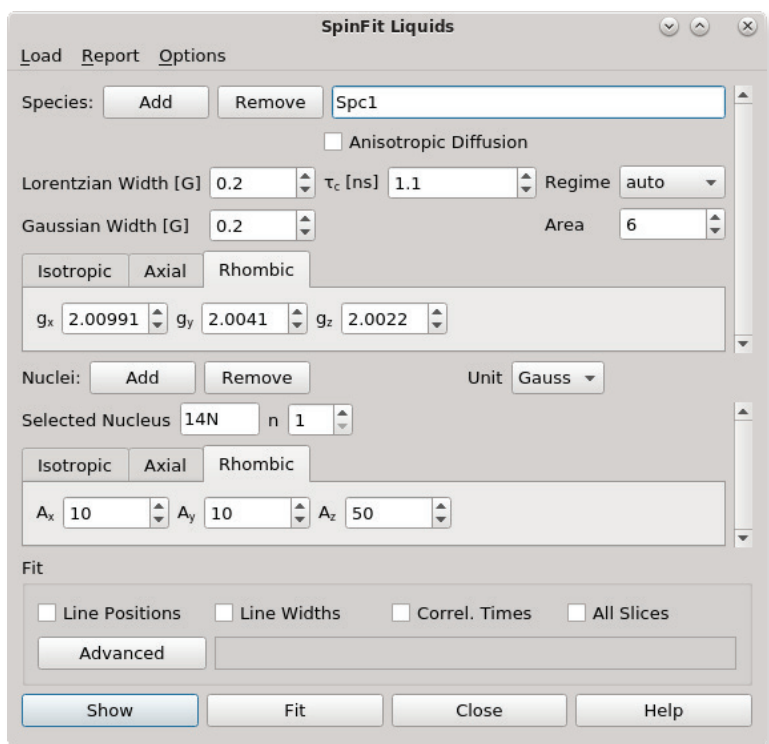 SpinFit Liquids
Load Report Options
Species: Add Remove Spc1
Anisotropic Diffusion
Lorentzian Width [G] 0.2 τc [ns] 1.1 Regime auto
Gaussian Width [G] 0.2 Area 6
Isotropic Axial Rhombic
gx 2.00991 gy 2.0041 gz 2.0022
Nuclei: Add Remove Unit Gauss
Selected Nucleus 14N n 1
Isotropic Axial Rhombic
Ax 10 Ay 10 Az 50
Fit
Line Positions Line Widths Correl. Times All Slices
Advanced
Show Fit Close Help